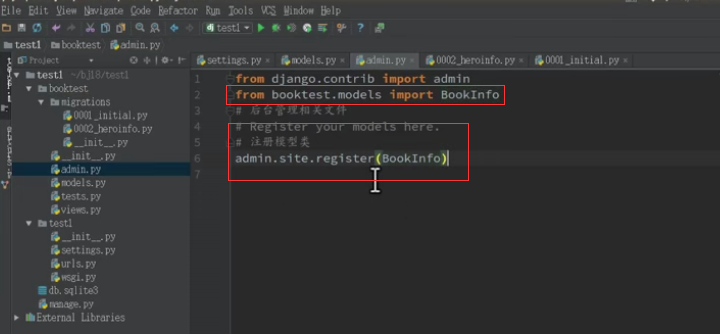 File Edit View Navigate Code Refactor Run Tools VCS Window Help
test1
test1 booktest admin.py
Project
settings.py × models.py × admin.py × 0002_heroinfo.py × 0001_initial.py ×
test1 ~/bj18/test1
booktest
migrations
0001_initial.py
0002_heroinfo.py
__init__.py
__init__.py
admin.py
models.py
tests.py
views.py
test1
__init__.py
settings.py
urls.py
wsgi.py
db.sqlite3
manage.py
External Libraries
1 from django.contrib import admin
2 from booktest.models import BookInfo
3 # 后台管理相关文件
4 # Register your models here.
5 # 注册模型类
6 admin.site.register(BookInfo)
7